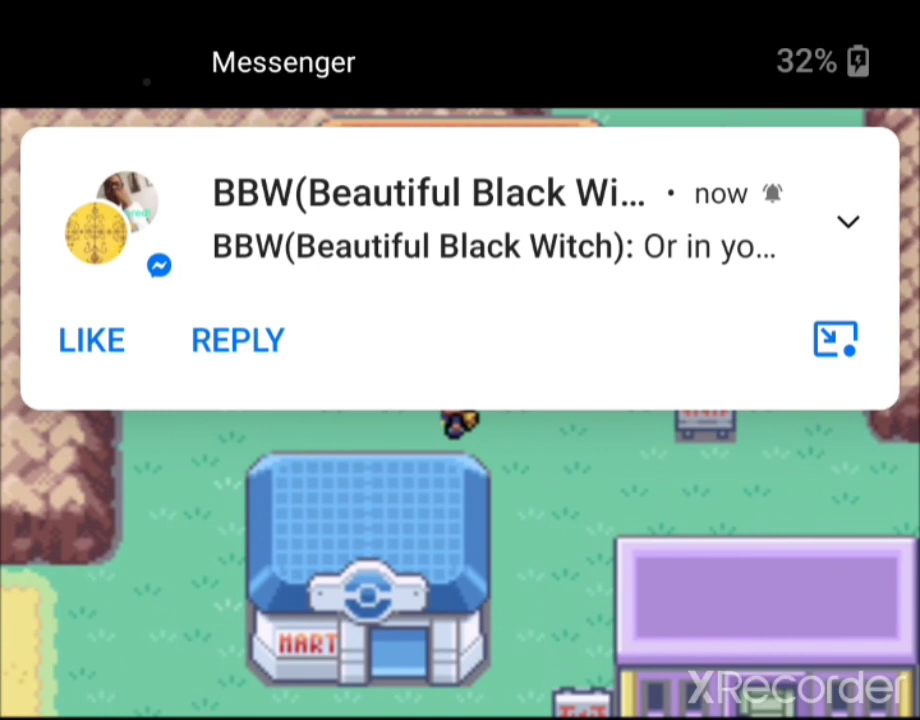 Messenger
32%
BBW(Beautiful Black Wi... • now
BBW(Beautiful Black Witch): Or in yo...
LIKE REPLY
MART
XRecorder